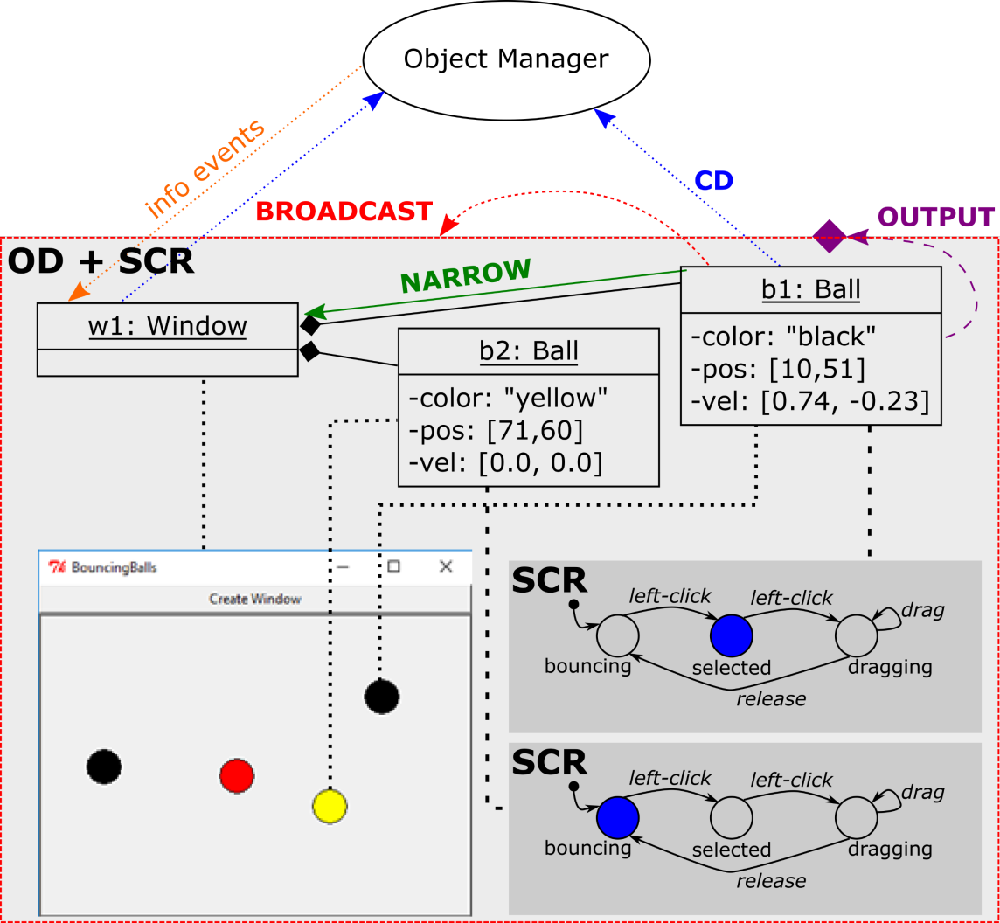 Object Manager
info events
CD
BROADCAST
OUTPUT
OD + SCR
NARROW
b1: Ball
-color: "black"
-pos: [10,51]
-vel: [0.74, -0.23]
w1: Window
b2: Ball
-color: "yellow"
-pos: [71,60]
-vel: [0.0, 0.0]
BouncingBalls
Create Window
SCR
left-click
left-click
drag
bouncing
selected
dragging
release
SCR
left-click
left-click
drag
bouncing
selected
dragging
release